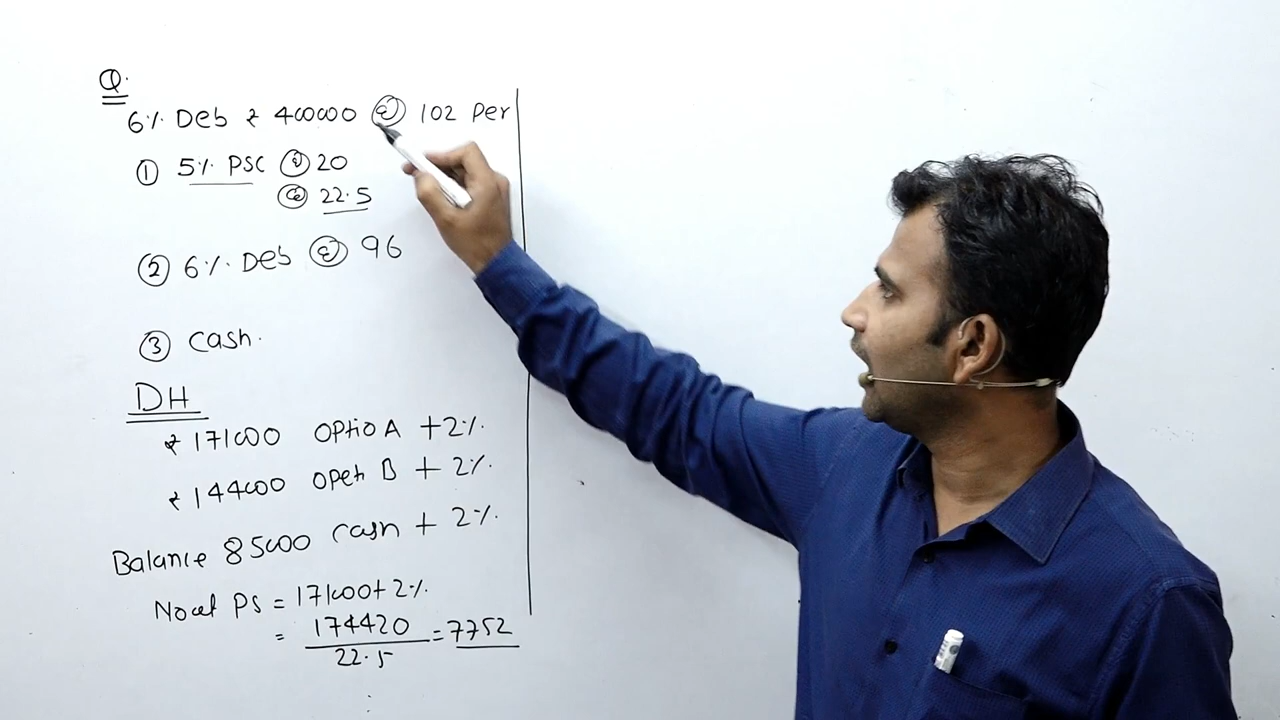 Q.
6% Deb ₹ 400000 @ 102 Per
① 5% PSC @ 20
@ 22.5
② 6% Deb @ 96
③ Cash.
DH
₹ 171000 optio A + 2%.
₹ 144000 B + 2%.
Balance 85000 cash + 2%.
No of PS = 171000 + 2%.
= 174420 = 7752
22.5